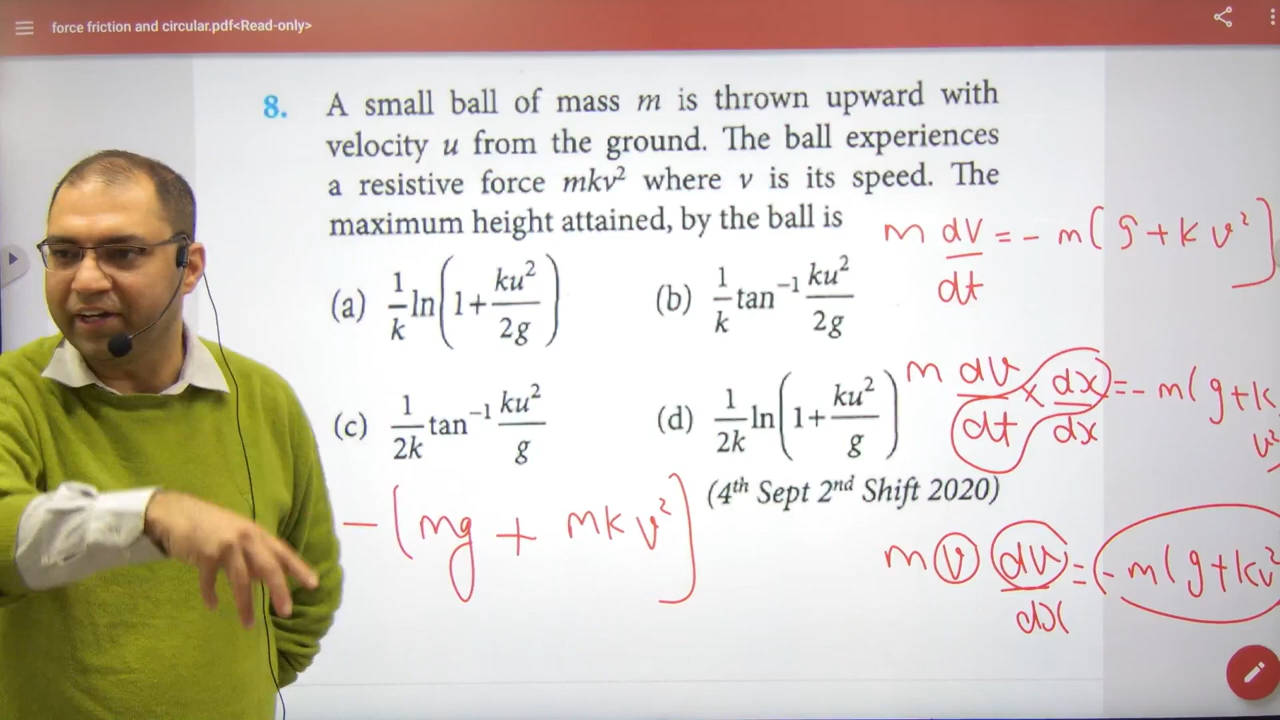 force friction and circular.pdf<Read-only>
8. A small ball of mass m is thrown upward with
velocity u from the ground. The ball experiences
a resistive force mkv² where v is its speed. The
maximum height attained, by the ball is
(a) 1/k ln(1+ku²/2g) (b) 1/k tan⁻¹ ku²/2g
(c) 1/2k tan⁻¹ ku²/g (d) 1/2k ln(1+ku²/g)
(4th Sept 2nd Shift 2020)
m dv/dt = - m(g+kv²)
m dv/dt × dx/dx = - m(g+kv²)
-(mg + mkv²)
m v dv/dx = (- m(g+kv²